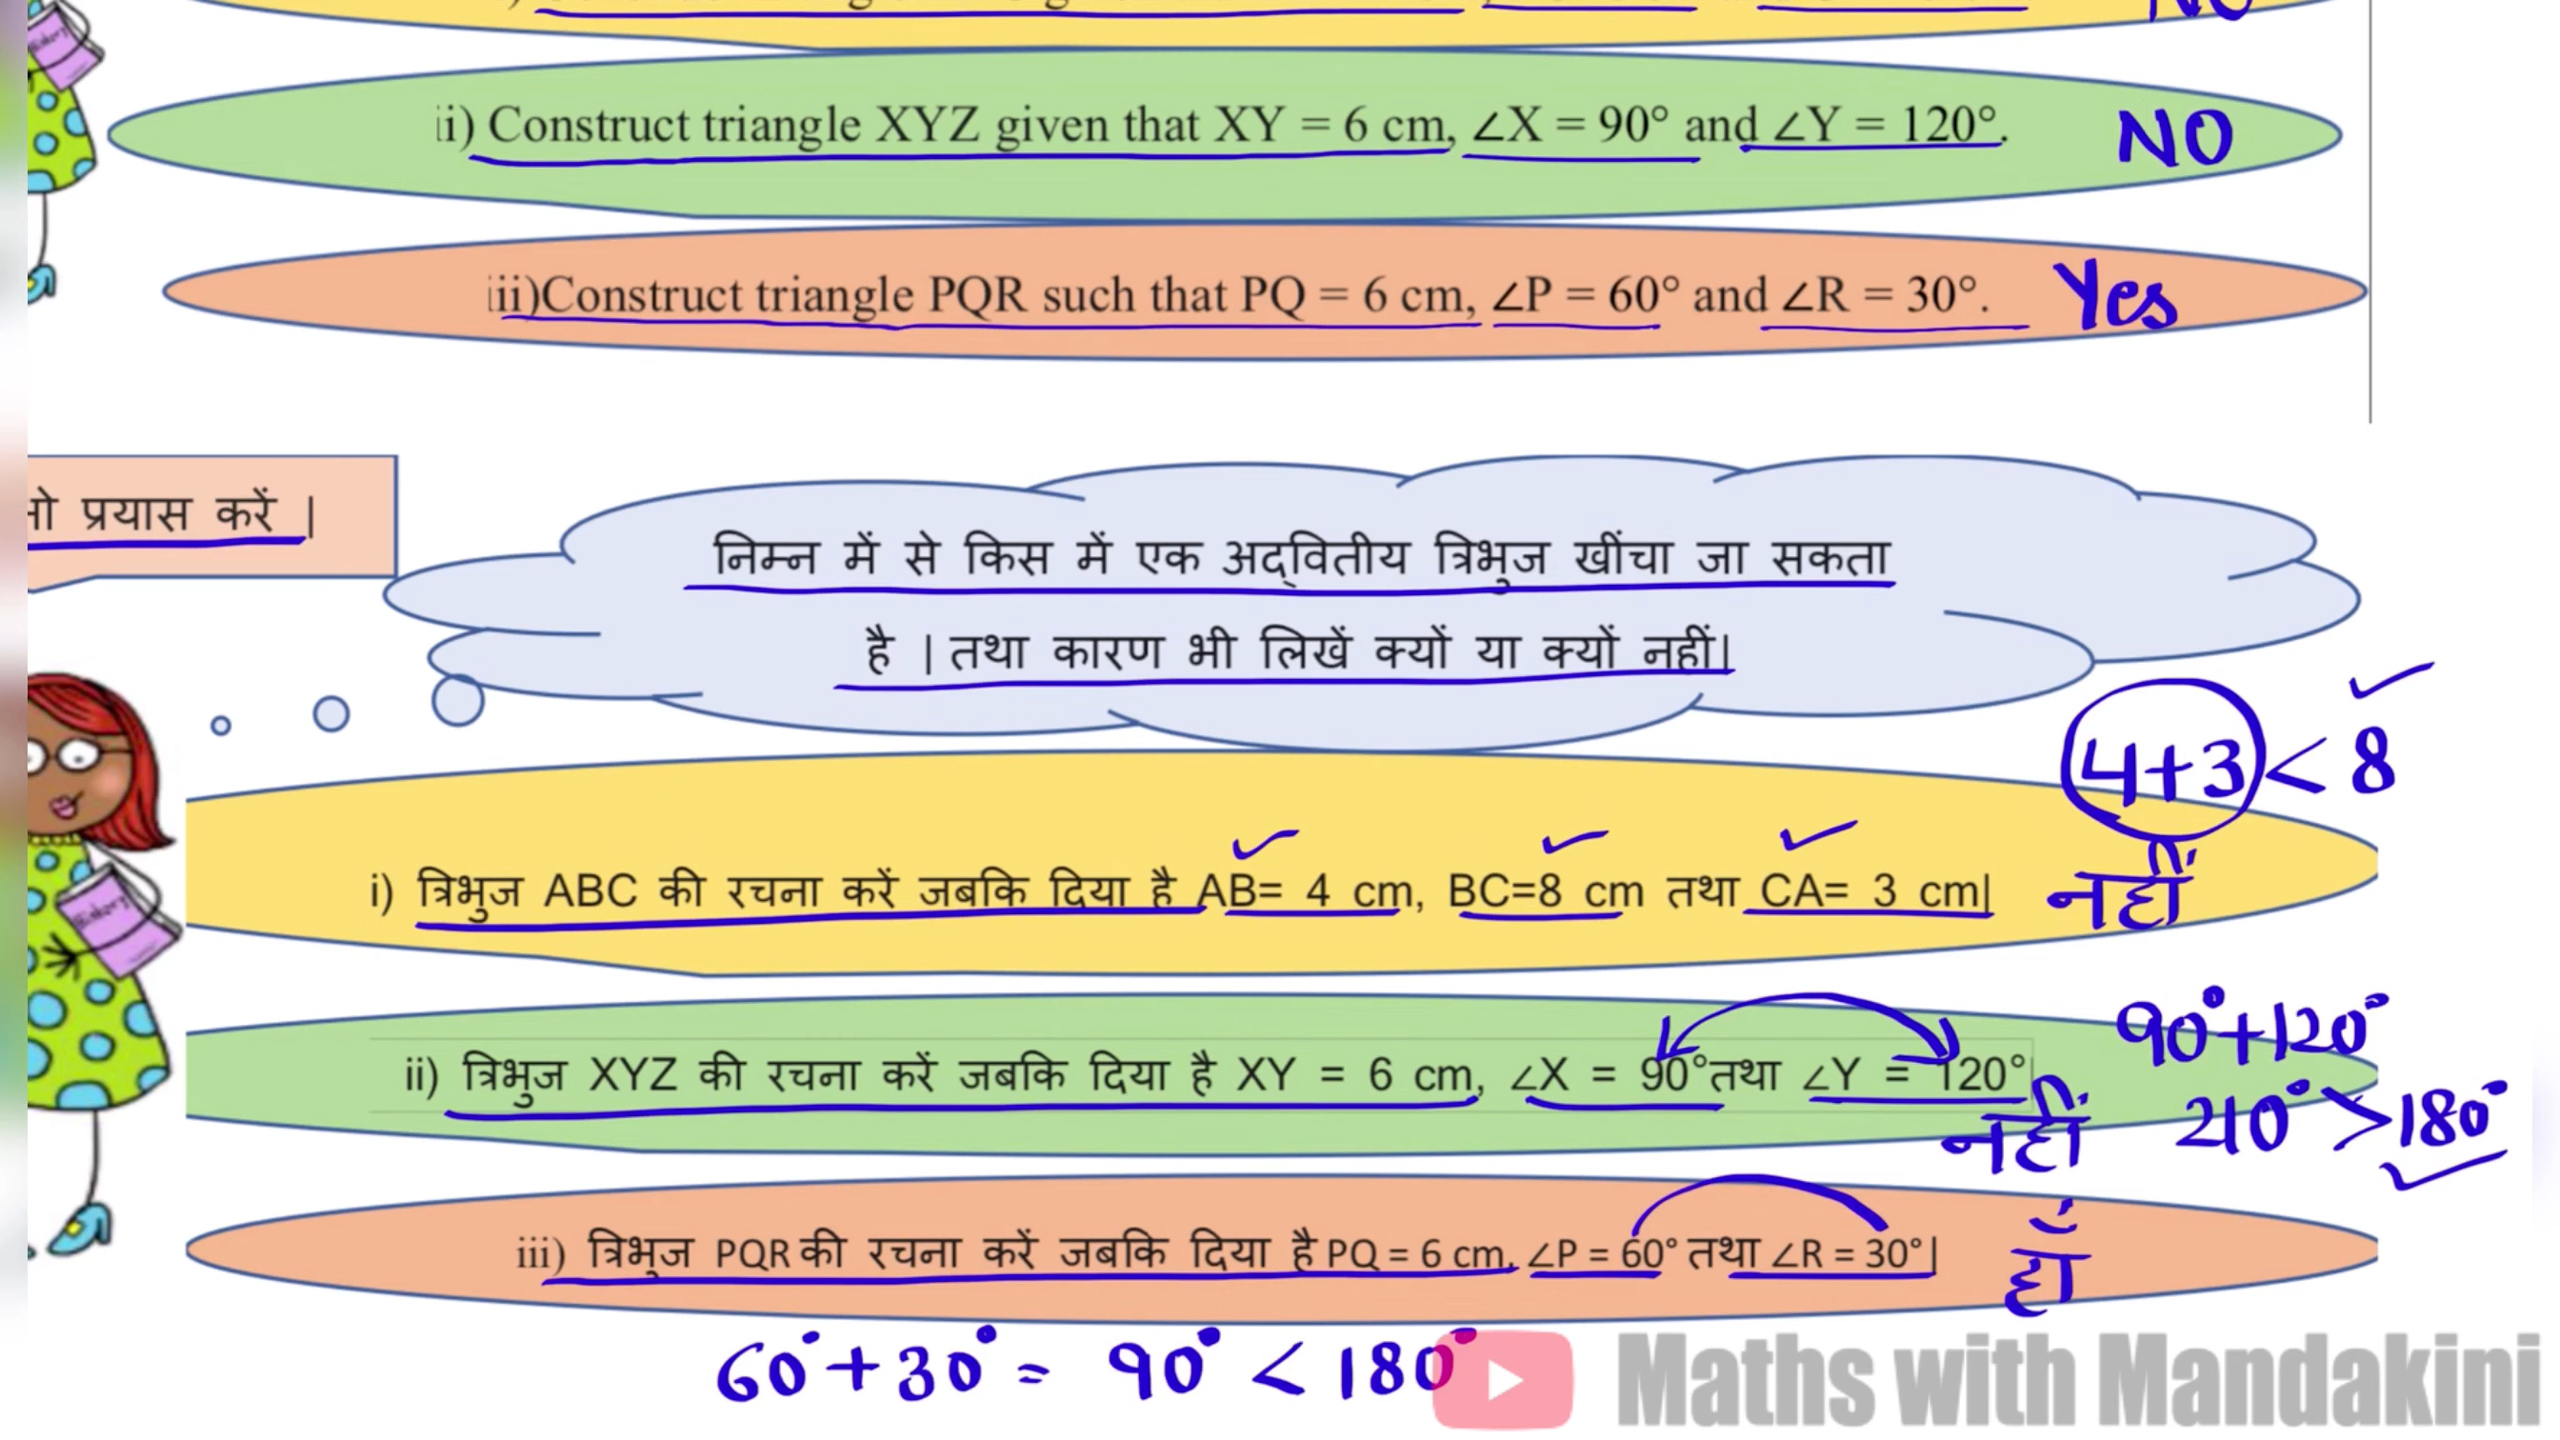 NO
ii) Construct triangle XYZ given that XY = 6 cm, ∠X = 90° and ∠Y = 120°. NO
iii)Construct triangle PQR such that PQ = 6 cm, ∠P = 60° and ∠R = 30°. Yes
प्रयास करें |
निम्न में से किस में एक अद्वितीय त्रिभुज खींचा जा सकता
है | तथा कारण भी लिखें क्यों या क्यों नहीं|
4+3 < 8
i) त्रिभुज ABC की रचना करें जबकि दिया है AB= 4 cm, BC=8 cm तथा CA= 3 cm| नहीं
90°+120°
ii) त्रिभुज XYZ की रचना करें जबकि दिया है XY = 6 cm, ∠X = 90°तथा ∠Y = 120°|
नहीं 210° > 180°
iii) त्रिभुज PQR की रचना करें जबकि दिया है PQ = 6 cm, ∠P = 60° तथा ∠R = 30°| हाँ
60°+30° = 90° < 180°
Maths with Mandakini